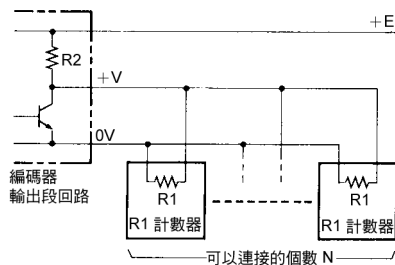 +E
R2
+V
0V
編碼器
輸出段回路
R1
R1 計數器
R1
R1 計數器
可以連接的個數 N